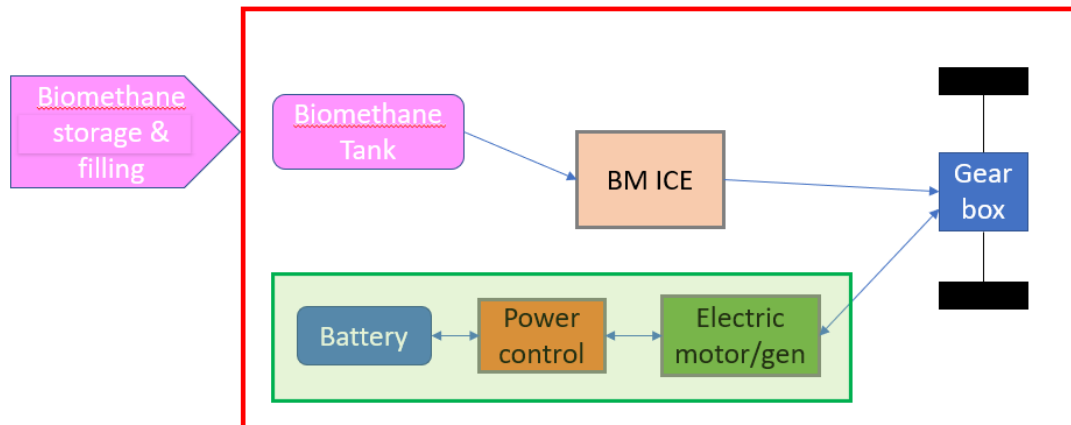 Biomethane
storage &
filling
Biomethane
Tank
BM ICE
Gear
box
Battery
Power
control
Electric
motor/gen